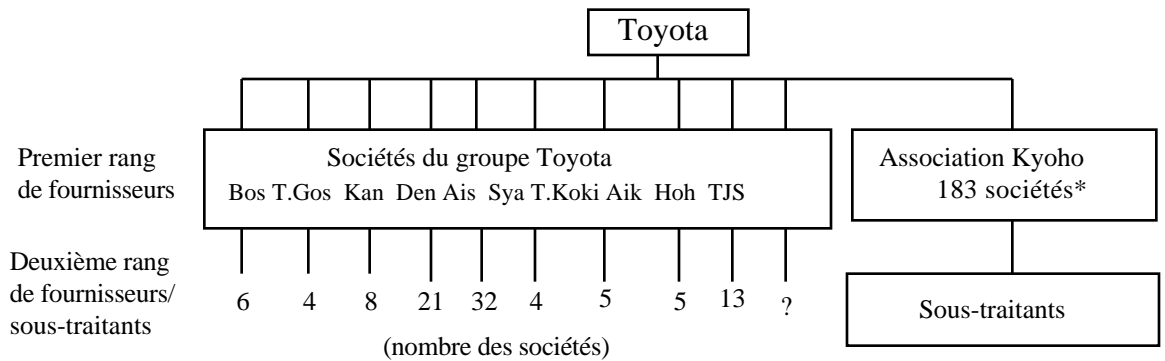 Toyota
Premier rang
de fournisseurs
Sociétés du groupe Toyota
Bos T.Gos Kan Den Ais Sya T.Koki Aik Hoh TJS
Association Kyoho
183 sociétés*
Deuxième rang
de fournisseurs/
sous-traitants
6 4 8 21 32 4 5 5 13 ?
Sous-traitants
(nombre des sociétés)